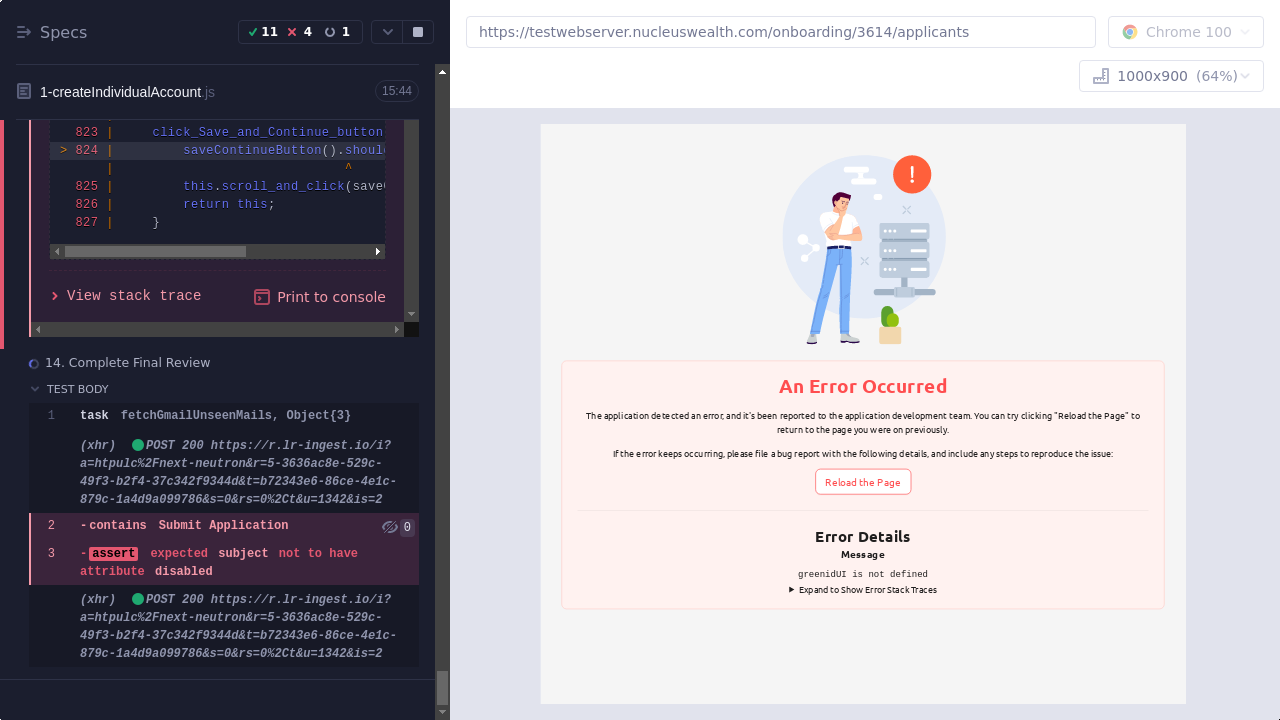 Specs
11 4 1
1-createIndividualAccount.js 15:44
823 | click_Save_and_Continue_button
> 824 | saveContinueButton().should
| ^
825 | this.scroll_and_click(save
826 | return this;
827 | }
View stack trace
Print to console
14. Complete Final Review
TEST BODY
1 task fetchGmailUnseenMails, Object{3}
(xhr) POST 200 https://r.lr-ingest.io/i?
a=htpulc%2Fnext-neutron&r=5-3636ac8e-529c-
49f3-b2f4-37c342f9344d&t=b72343e6-86ce-4e1c-
879c-1a4d9a099786&s=0&rs=0%2Ct&u=1342&is=2
2 -contains Submit Application 0
3 -assert expected subject not to have
attribute disabled
(xhr) POST 200 https://r.lr-ingest.io/i?
a=htpulc%2Fnext-neutron&r=5-3636ac8e-529c-
49f3-b2f4-37c342f9344d&t=b72343e6-86ce-4e1c-
879c-1a4d9a099786&s=0&rs=0%2Ct&u=1342&is=2
https://testwebserver.nucleuswealth.com/onboarding/3614/applicants
Chrome 100
1000x900 (64%)
!
An Error Occurred
The application detected an error, and it's been reported to the application development team. You can try clicking "Reload the Page" to
return to the page you were on previously.
If the error keeps occurring, please file a bug report with the following details, and include any steps to reproduce the issue:
Reload the Page
Error Details
Message
greenidUI is not defined
Expand to Show Error Stack Traces